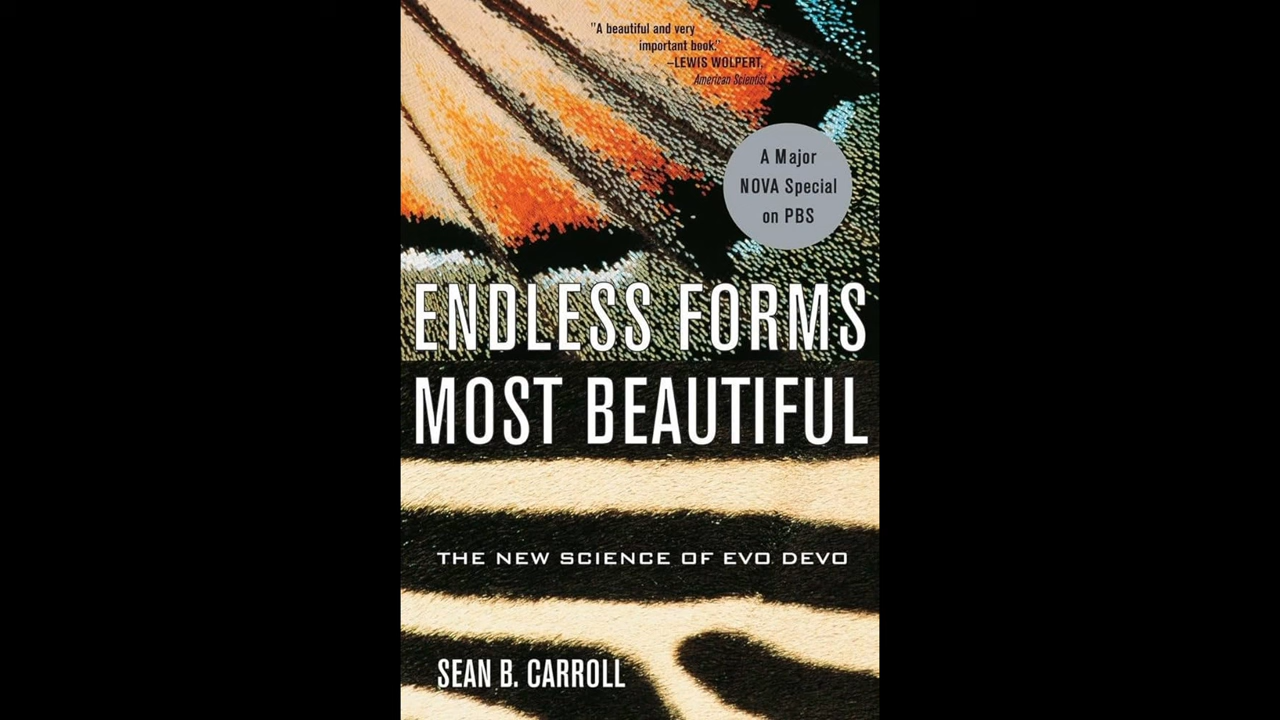 "A beautiful and very
important book."
–LEWIS WOLPERT,
American Scientist
A Major
NOVA Special
on PBS
ENDLESS FORMS
MOST BEAUTIFUL
THE NEW SCIENCE OF EVO DEVO
SEAN B. CARROLL